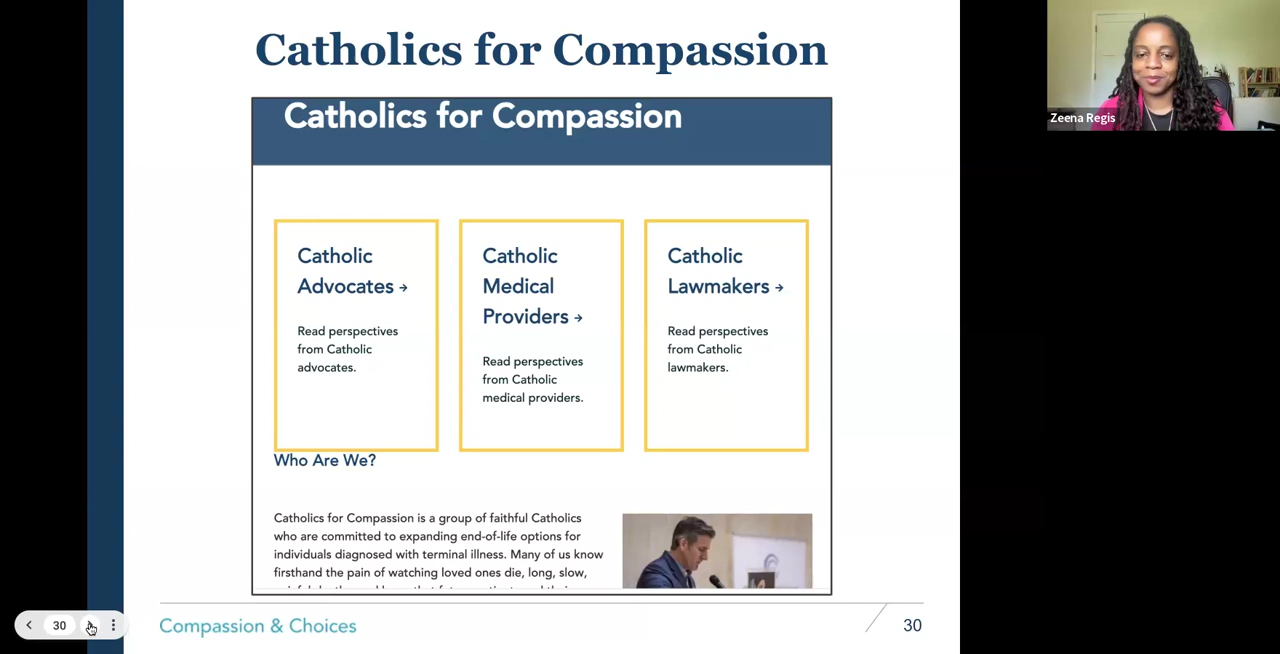 Catholics for Compassion
Catholics for Compassion
Catholic
Advocates →
Read perspectives
from Catholic
advocates.
Catholic
Medical
Providers →
Read perspectives
from Catholic
medical providers.
Catholic
Lawmakers →
Read perspectives
from Catholic
lawmakers.
Who Are We?
Catholics for Compassion is a group of faithful Catholics
who are committed to expanding end-of-life options for
individuals diagnosed with terminal illness. Many of us know
firsthand the pain of watching loved ones die, long, slow,
Compassion & Choices
30
30
Zeena Regis